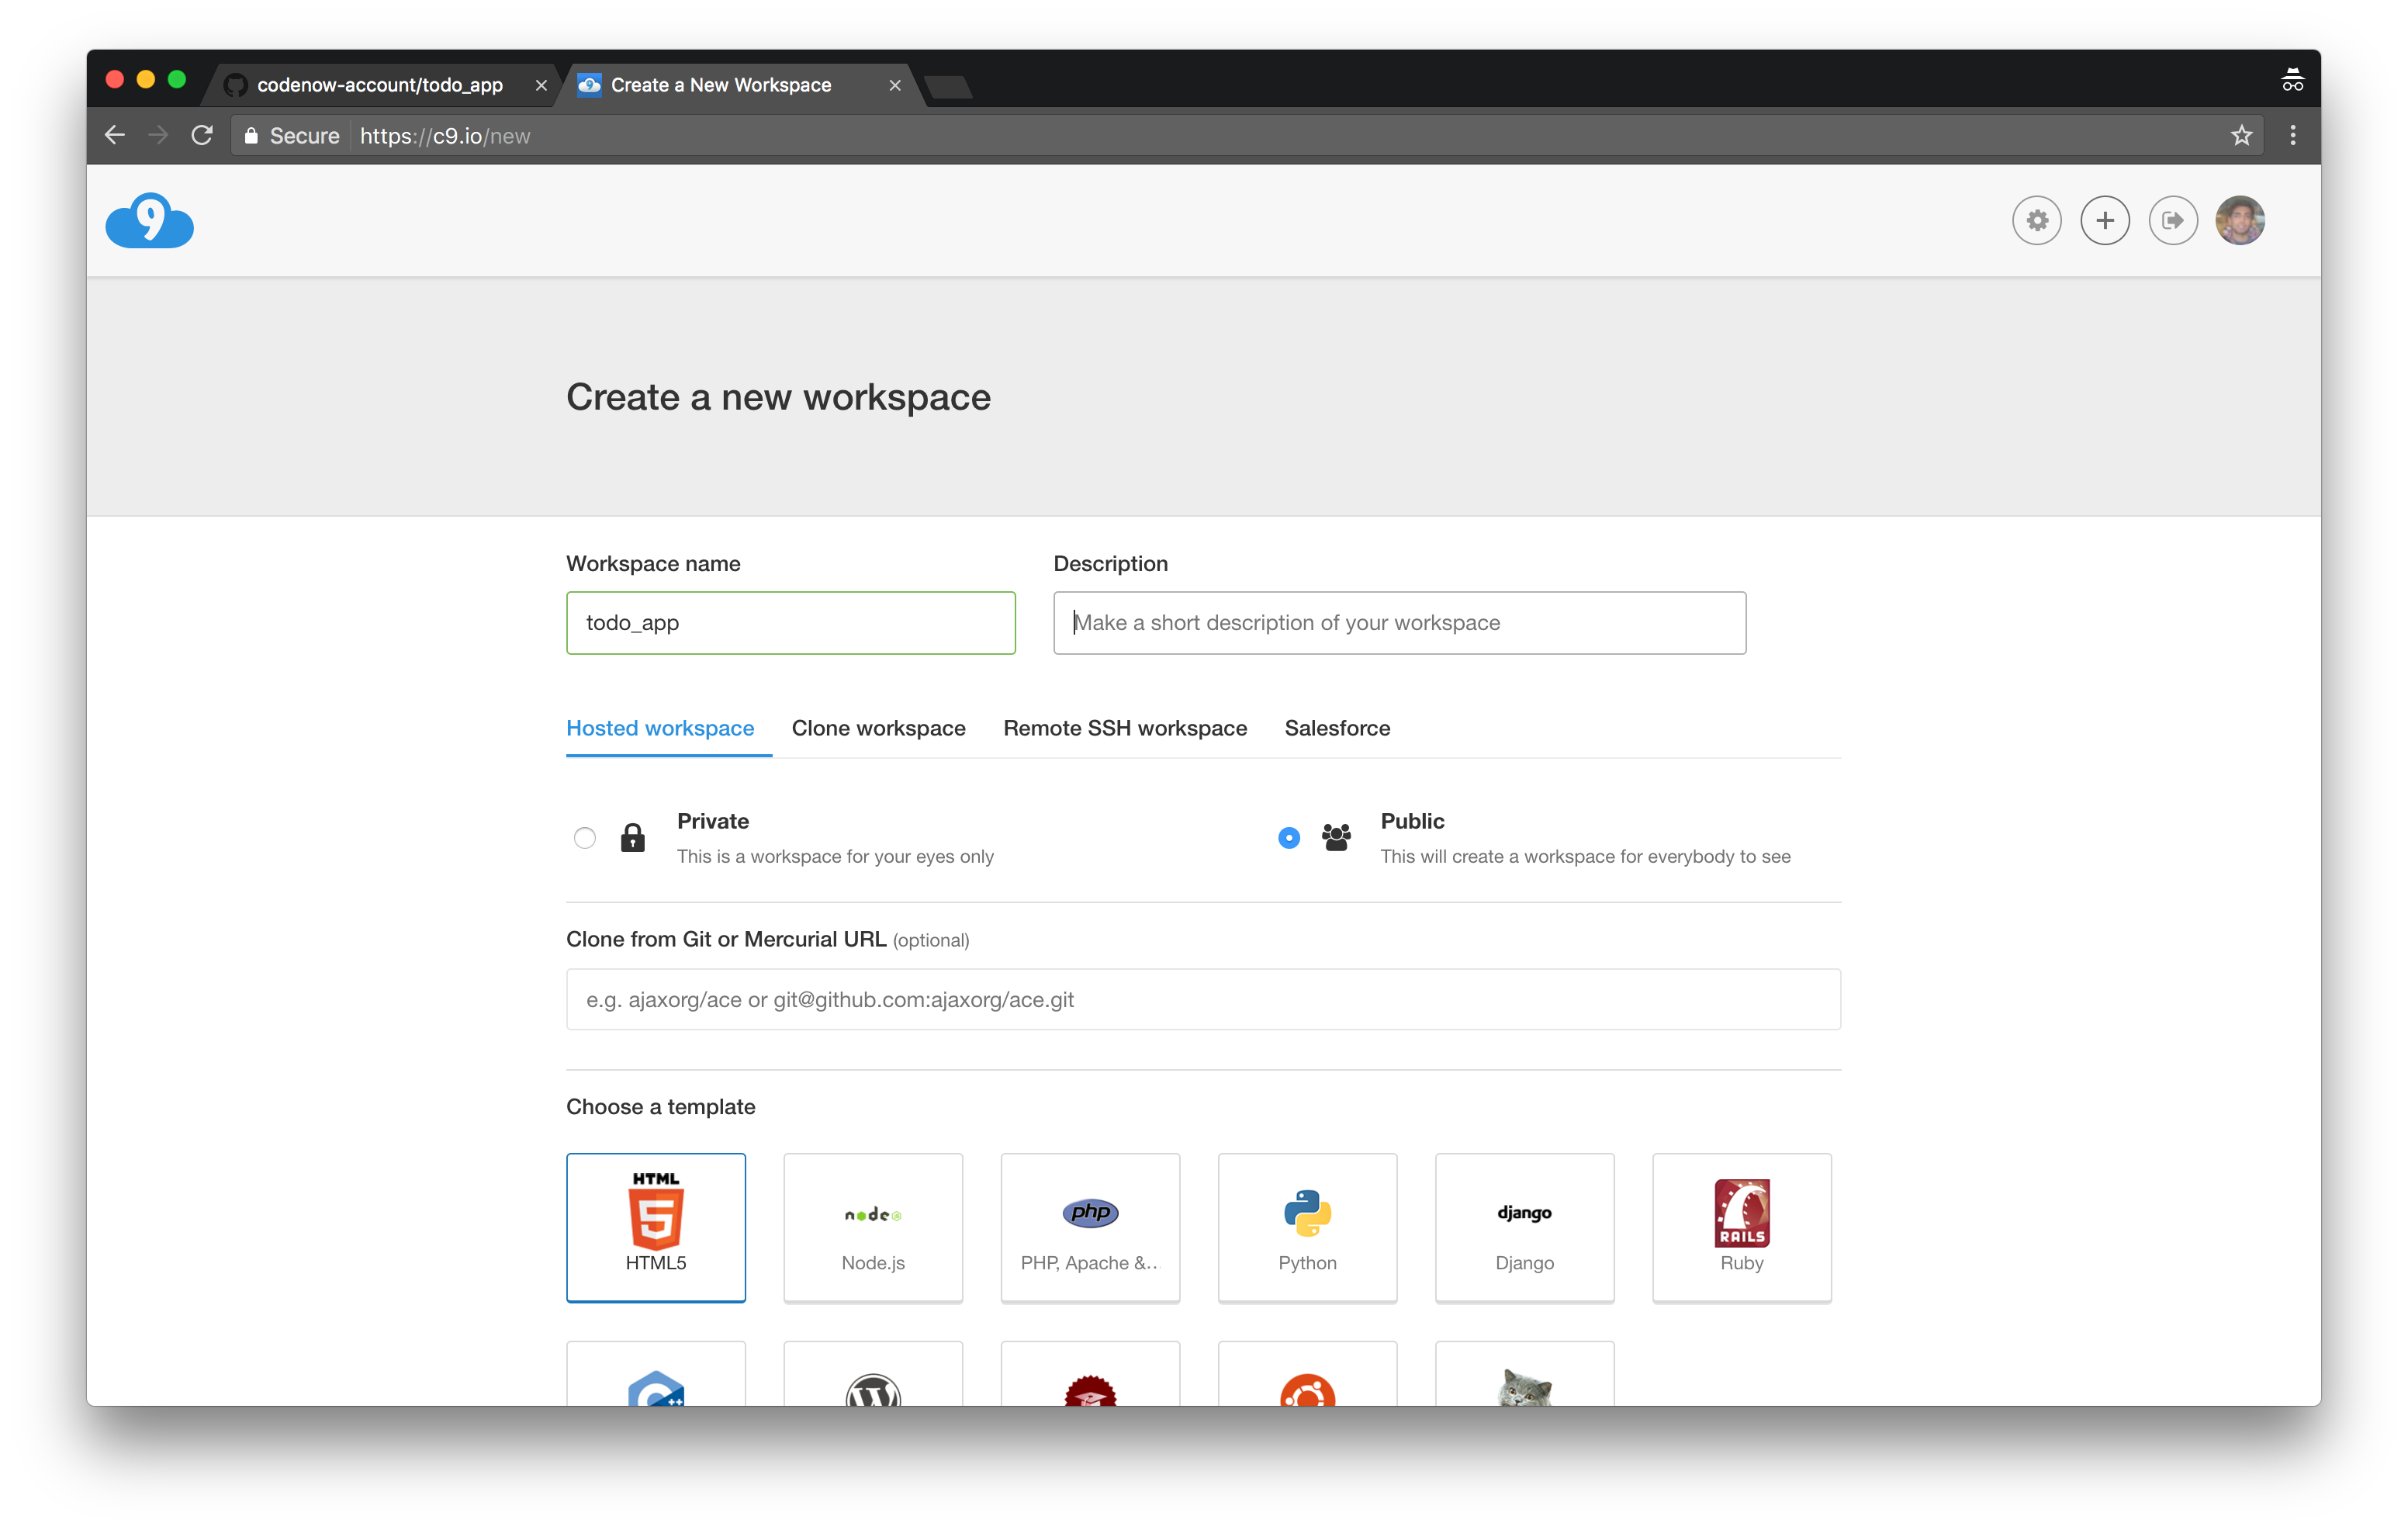 codenow-account/todo_app
Create a New Workspace
Secure
https://c9.io/new
9
Create a new workspace
Workspace name
Description
todo_app
Make a short description of your workspace
Hosted workspace
Clone workspace
Remote SSH workspace
Salesforce
Private
This is a workspace for your eyes only
Public
This will create a workspace for everybody to see
Clone from Git or Mercurial URL (optional)
e.g. ajaxorg/ace or git@github.com:ajaxorg/ace.git
Choose a template
HTML
5
HTML5
node
Node.js
php
PHP, Apache &...
Python
django
Django
RAILS
Ruby
C++
W